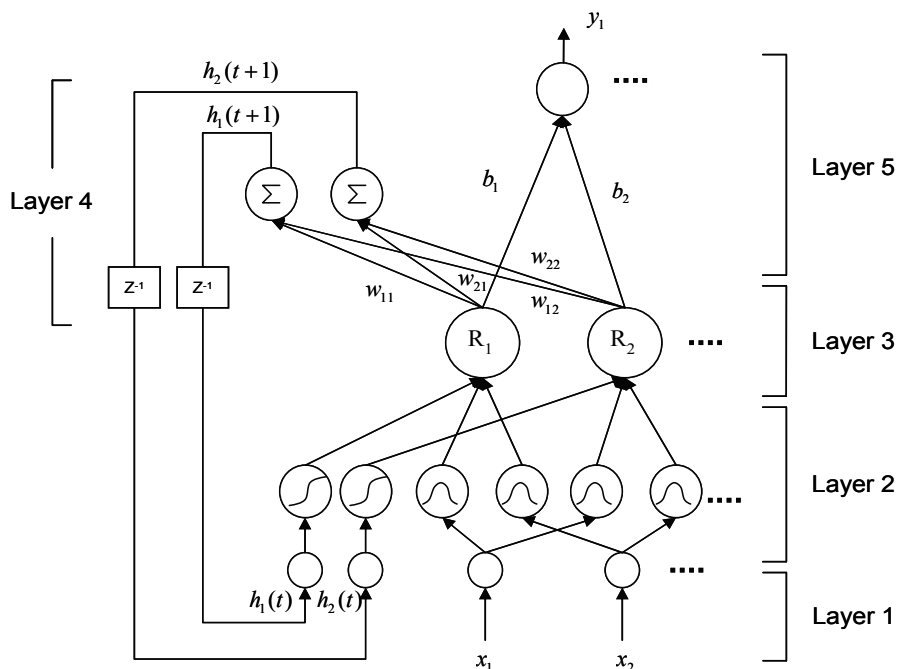 y₁
h₂(t+1)
h₁(t+1)
Layer 4
Layer 5
Σ
Σ
b₁
b₂
z⁻¹
z⁻¹
w₁₁
w₂₁
w₂₂
w₁₂
R₁
R₂
Layer 3
Layer 2
h₁(t)
h₂(t)
Layer 1
x₁
x₂